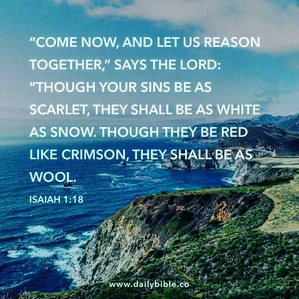 “COME NOW, AND LET US REASON
TOGETHER,” SAYS THE LORD:
“THOUGH YOUR SINS BE AS
SCARLET, THEY SHALL BE AS WHITE
AS SNOW. THOUGH THEY BE RED
LIKE CRIMSON, THEY SHALL BE AS
WOOL.
ISAIAH 1:18
www.dailybible.co